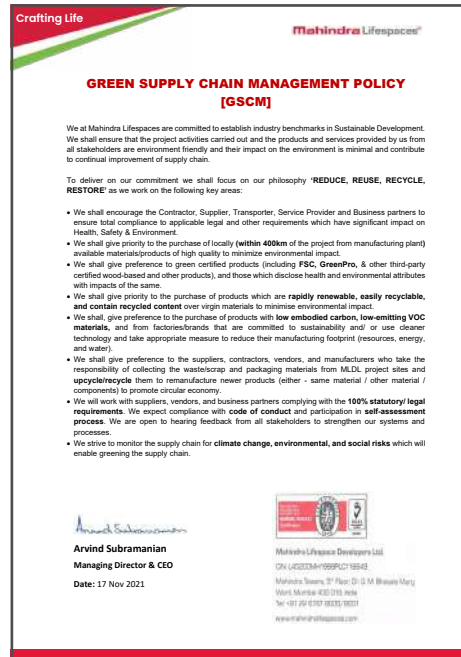 Crafting Life
Mahindra Lifespaces®
GREEN SUPPLY CHAIN MANAGEMENT POLICY
[GSCM]
We at Mahindra Lifespaces are committed to establish industry benchmarks in Sustainable Development.
We shall ensure that the project activities carried out and the products and services provided by us from
all stakeholders are environment friendly and their impact on the environment is minimal and contribute
to continual improvement of supply chain.
To deliver on our commitment we shall focus on our philosophy ‘REDUCE, REUSE, RECYCLE,
RESTORE’ as we work on the following key areas:
• We shall encourage the Contractor, Supplier, Transporter, Service Provider and Business partners to
ensure total compliance to applicable legal and other requirements which have significant impact on
Health, Safety & Environment.
• We shall give priority to the purchase of locally (within 400km of the project from manufacturing plant)
available materials/products of high quality to minimize environmental impact.
• We shall give preference to green certified products (including FSC, GreenPro, & other third-party
certified wood-based and other products), and those which disclose health and environmental attributes
with impacts of the same.
• We shall give priority to the purchase of products which are rapidly renewable, easily recyclable,
and contain recycled content over virgin materials to minimise environmental impact.
• We shall, give preference to the purchase of products with low embodied carbon, low-emitting VOC
materials, and from factories/brands that are committed to sustainability and/ or use cleaner
technology and take appropriate measure to reduce their manufacturing footprint (resources, energy,
and water).
• We shall give preference to the suppliers, contractors, vendors, and manufacturers who take the
responsibility of collecting the waste/scrap and packaging materials from MLDL project sites and
upcycle/recycle them to remanufacture newer products (either - same material / other material /
components) to promote circular economy.
• We will work with suppliers, vendors, and business partners complying with the 100% statutory/ legal
requirements. We expect compliance with code of conduct and participation in self-assessment
process. We are open to hearing feedback from all stakeholders to strengthen our systems and
processes.
• We strive to monitor the supply chain for climate change, environmental, and social risks which will
enable greening the supply chain.
Arvind Subramanian
Arvind Subramanian
Managing Director & CEO
Date: 17 Nov 2021
Mahindra Lifespace Developers Ltd.
Mahindra Towers, 5th Floor, Dr. G. M. Bhosale Marg
Worli, Mumbai 400 018, India
www.mahindralifespaces.com